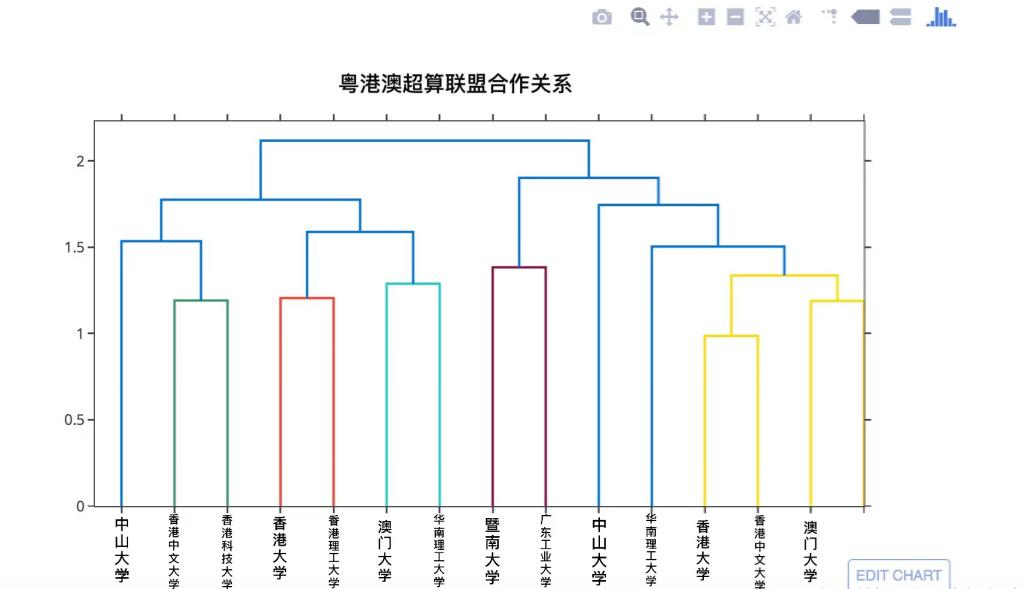 粤港澳超算联盟合作关系
2
1.5
1
0.5
0
中山大学
香港中文大学
香港科技大学
香港大学
香港理工大学
澳门大学
华南理工大学
暨南大学
广东工业大学
中山大学
华南理工大学
香港大学
香港中文大学
澳门大学
EDIT CHART